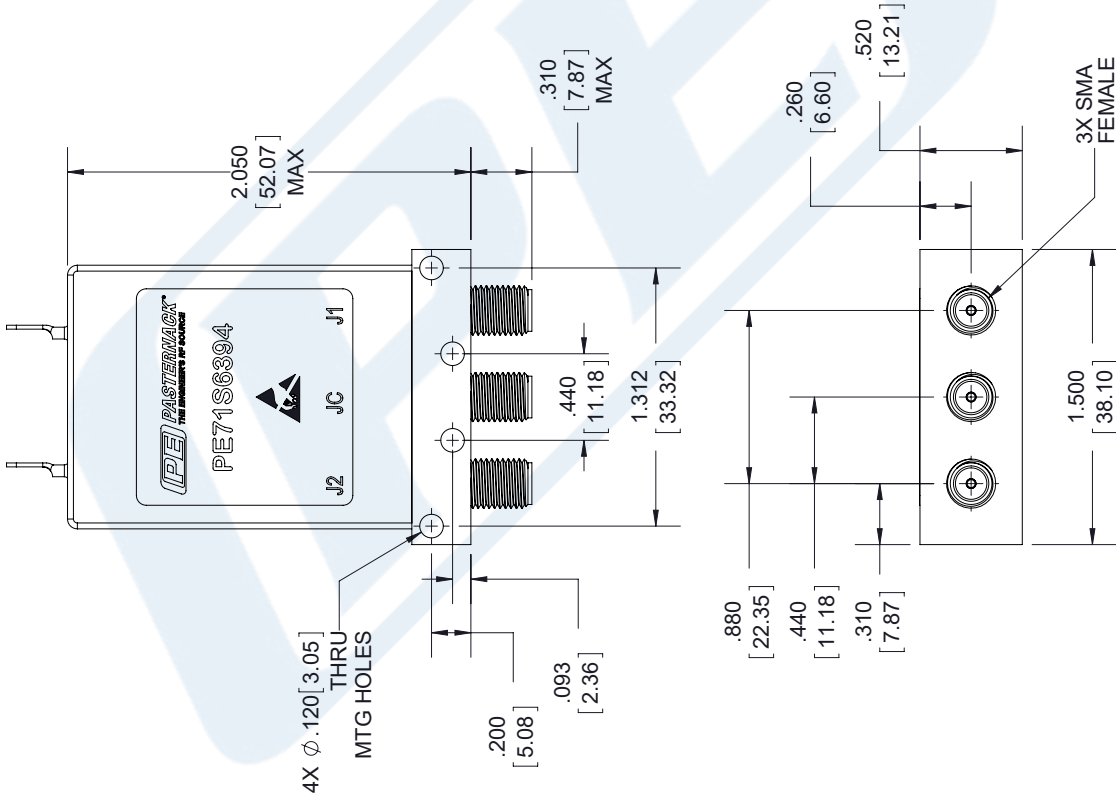 2.050
[52.07]
MAX
.310
[7.87]
MAX
PE PASTERNACK®
THE ENGINEER'S RF SOURCE
PE71S6394
J2 JC J1
4X ⌀.120[3.05]
THRU
MTG HOLES
.200
[5.08]
.093
[2.36]
.440
[11.18]
1.312
[33.32]
.260
[6.60]
.520
[13.21]
3X SMA
FEMALE
.880
[22.35]
.440
[11.18]
.310
[7.87]
1.500
[38.10]